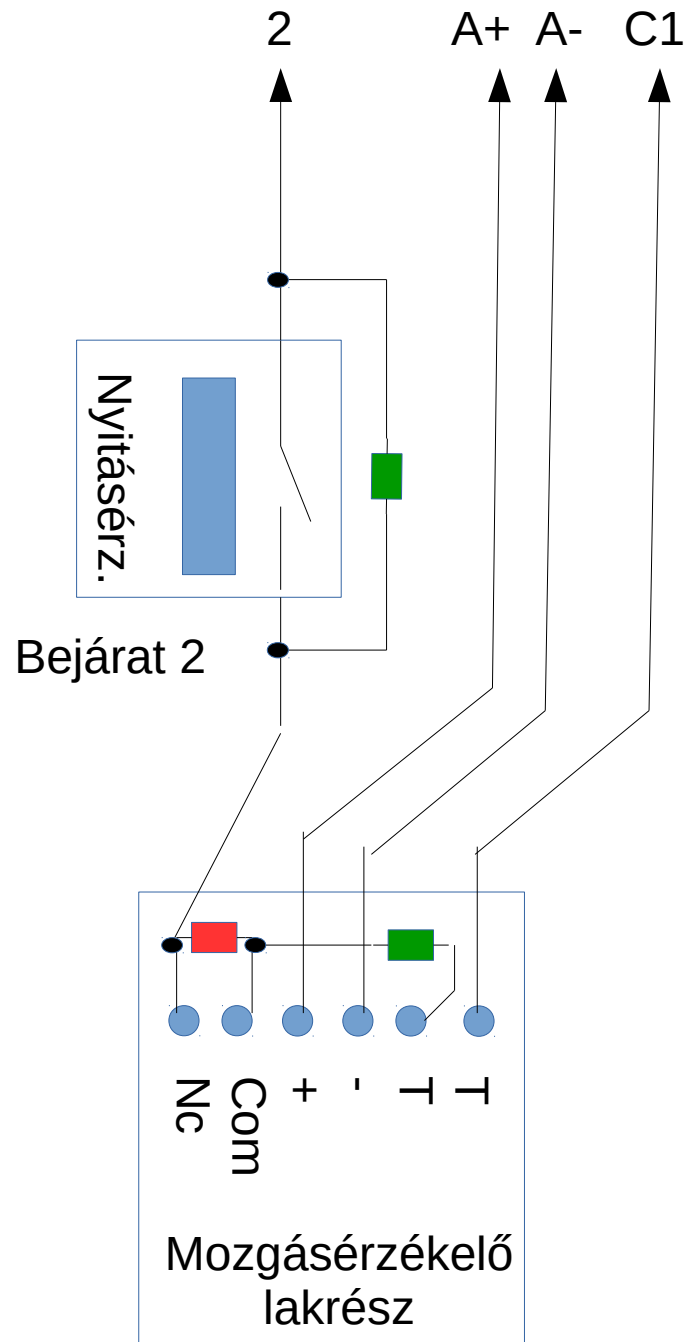 2 A+ A- C1
Nyitásérz.
Bejárat 2
Nc Com + - T T
Mozgásérzékelő
lakrész